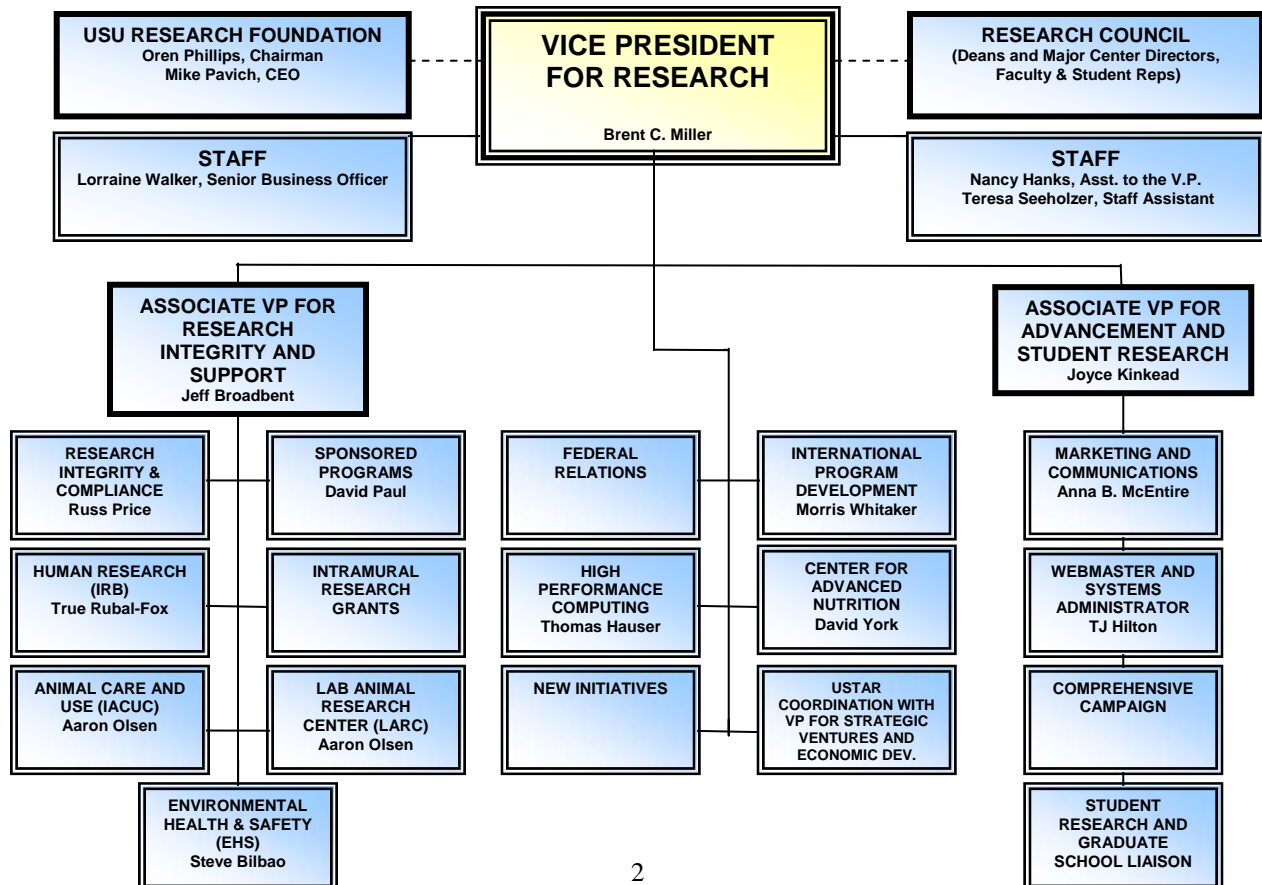 USU RESEARCH FOUNDATION
Oren Phillips, Chairman
Mike Pavich, CEO
VICE PRESIDENT
FOR RESEARCH
Brent C. Miller
RESEARCH COUNCIL
(Deans and Major Center Directors,
Faculty & Student Reps)
STAFF
Lorraine Walker, Senior Business Officer
STAFF
Nancy Hanks, Asst. to the V.P.
Teresa Seeholzer, Staff Assistant
ASSOCIATE VP FOR
RESEARCH
INTEGRITY AND
SUPPORT
Jeff Broadbent
ASSOCIATE VP FOR
ADVANCEMENT AND
STUDENT RESEARCH
Joyce Kinkead
RESEARCH
INTEGRITY &
COMPLIANCE
Russ Price
SPONSORED
PROGRAMS
David Paul
FEDERAL
RELATIONS
INTERNATIONAL
PROGRAM
DEVELOPMENT
Morris Whitaker
MARKETING AND
COMMUNICATIONS
Anna B. McEntire
HUMAN RESEARCH
(IRB)
True Rubal-Fox
INTRAMURAL
RESEARCH
GRANTS
HIGH
PERFORMANCE
COMPUTING
Thomas Hauser
CENTER FOR
ADVANCED
NUTRITION
David York
WEBMASTER AND
SYSTEMS
ADMINISTRATOR
TJ Hilton
ANIMAL CARE AND
USE (IACUC)
Aaron Olsen
LAB ANIMAL
RESEARCH
CENTER (LARC)
Aaron Olsen
NEW INITIATIVES
USTAR
COORDINATION WITH
VP FOR STRATEGIC
VENTURES AND
ECONOMIC DEV.
COMPREHENSIVE
CAMPAIGN
ENVIRONMENTAL
HEALTH & SAFETY
(EHS)
Steve Bilbao
STUDENT
RESEARCH AND
GRADUATE
SCHOOL LIAISON
2